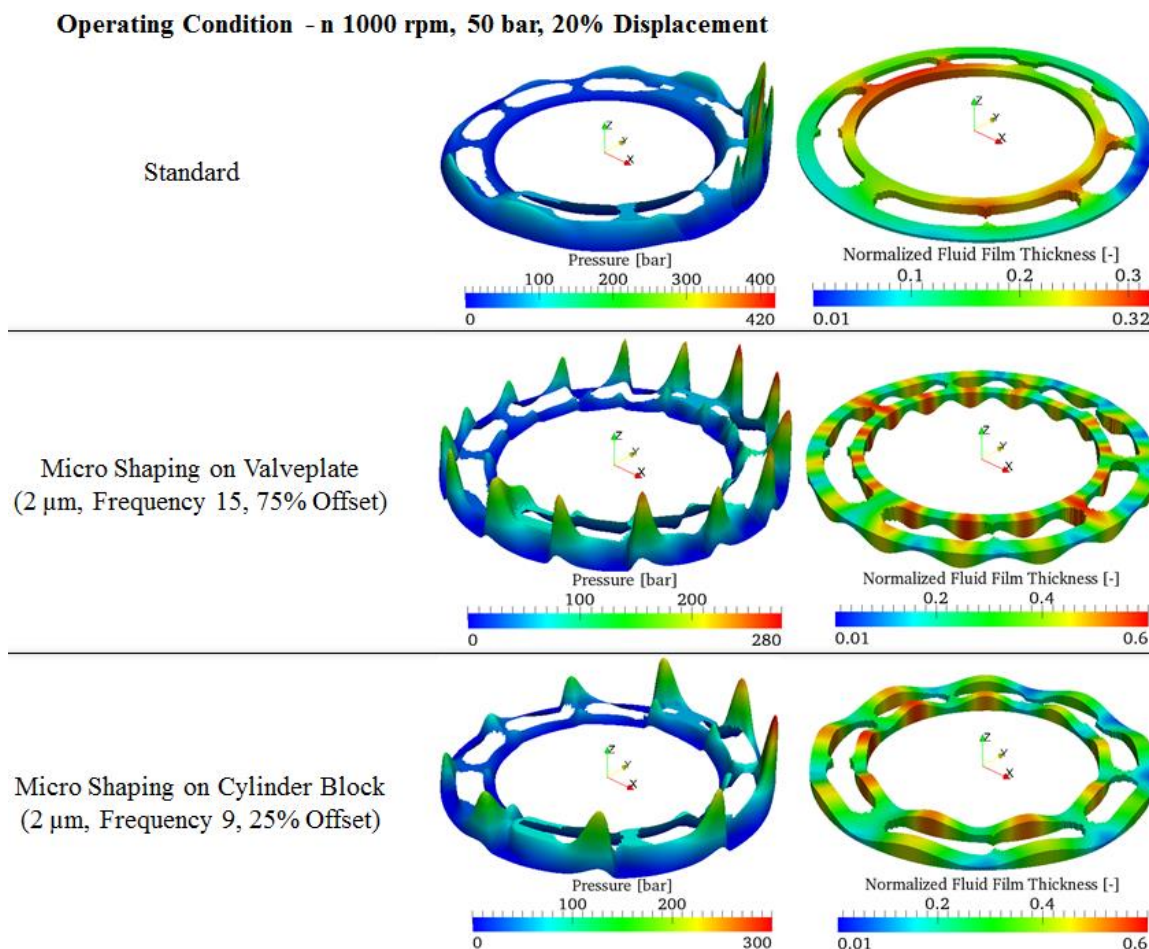 Operating Condition - n 1000 rpm, 50 bar, 20% Displacement
Standard
Z
Y
X
Pressure [bar]
100 200 300 400
0 420
Z
Y
X
Normalized Fluid Film Thickness [-]
0.1 0.2 0.3
0.01 0.32
Micro Shaping on Valveplate
(2 µm, Frequency 15, 75% Offset)
Z
Y
X
Pressure [bar]
100 200
0 280
Z
Y
X
Normalized Fluid Film Thickness [-]
0.2 0.4
0.01 0.6
Micro Shaping on Cylinder Block
(2 µm, Frequency 9, 25% Offset)
Z
Y
X
Pressure [bar]
100 200
0 300
Z
Y
X
Normalized Fluid Film Thickness [-]
0.2 0.4
0.01 0.6